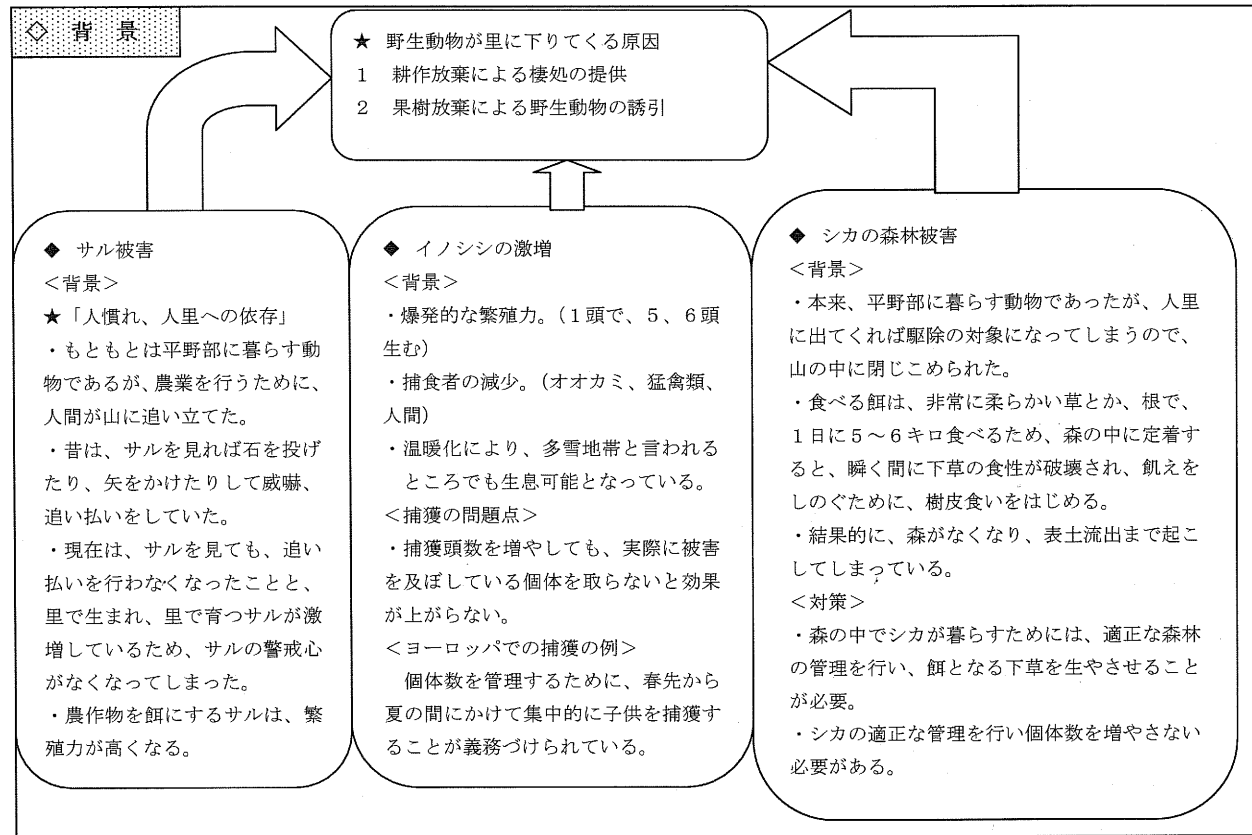 ◇ 背 景
★ 野生動物が里に下りてくる原因
1 耕作放棄による棲処の提供
2 果樹放棄による野生動物の誘引
◆ サル被害
<背景>
★「人慣れ、人里への依存」
・もともとは平野部に暮らす動
物であるが、農業を行うために、
人間が山に追い立てた。
・昔は、サルを見れば石を投げ
たり、矢をかけたりして威嚇、
追い払いをしていた。
・現在は、サルを見ても、追い
払いを行わなくなったことと、
里で生まれ、里で育つサルが激
増しているため、サルの警戒心
がなくなってしまった。
・農作物を餌にするサルは、繁
殖力が高くなる。
◆ イノシシの激増
<背景>
・爆発的な繁殖力。(1頭で、5、6頭
生む)
・捕食者の減少。(オオカミ、猛禽類、
人間)
・温暖化により、多雪地帯と言われる
ところでも生息可能となっている。
<捕獲の問題点>
・捕獲頭数を増やしても、実際に被害
を及ぼしている個体を取らないと効果
が上がらない。
<ヨーロッパでの捕獲の例>
個体数を管理するために、春先から
夏の間にかけて集中的に子供を捕獲す
ることが義務づけられている。
◆ シカの森林被害
<背景>
・本来、平野部に暮らす動物であったが、人里
に出てくれば駆除の対象になってしまうので、
山の中に閉じこめられた。
・食べる餌は、非常に柔らかい草とか、根で、
1日に5~6キロ食べるため、森の中に定着す
ると、瞬く間に下草の食性が破壊され、飢えを
しのぐために、樹皮食いをはじめる。
・結果的に、森がなくなり、表土流出まで起こ
してしまっている。
<対策>
・森の中でシカが暮らすためには、適正な森林
の管理を行い、餌となる下草を生やさせること
が必要。
・シカの適正な管理を行い個体数を増やさない
必要がある。